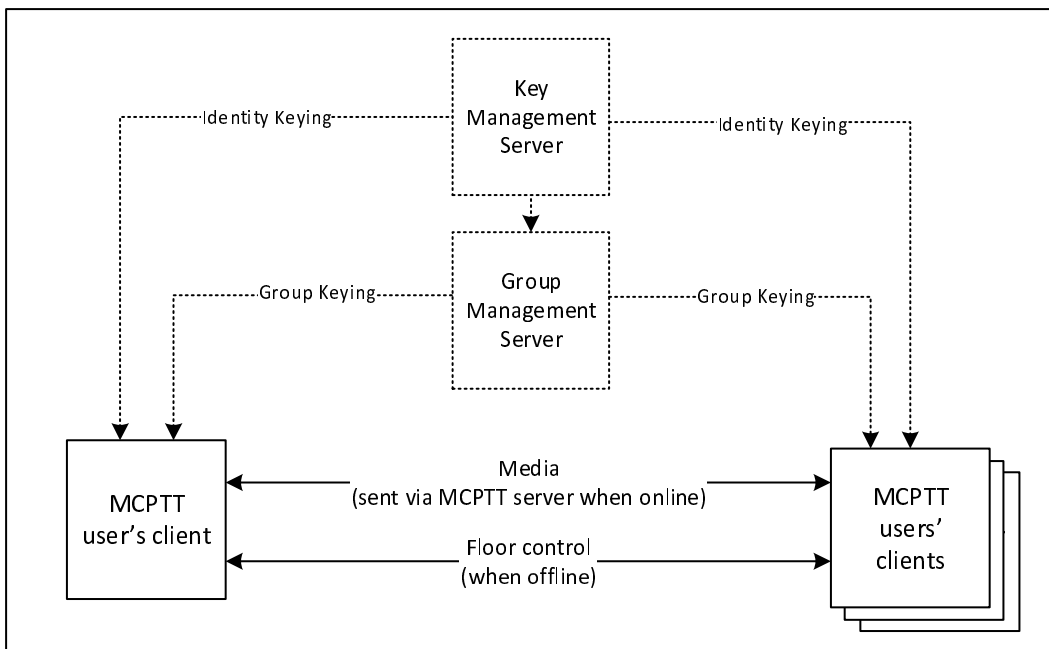 Key
Management
Server
Identity Keying
Identity Keying
Group
Management
Server
Group Keying
Group Keying
MCPTT
user's client
Media
(sent via MCPTT server when online)
Floor control
(when offline)
MCPTT
users'
clients